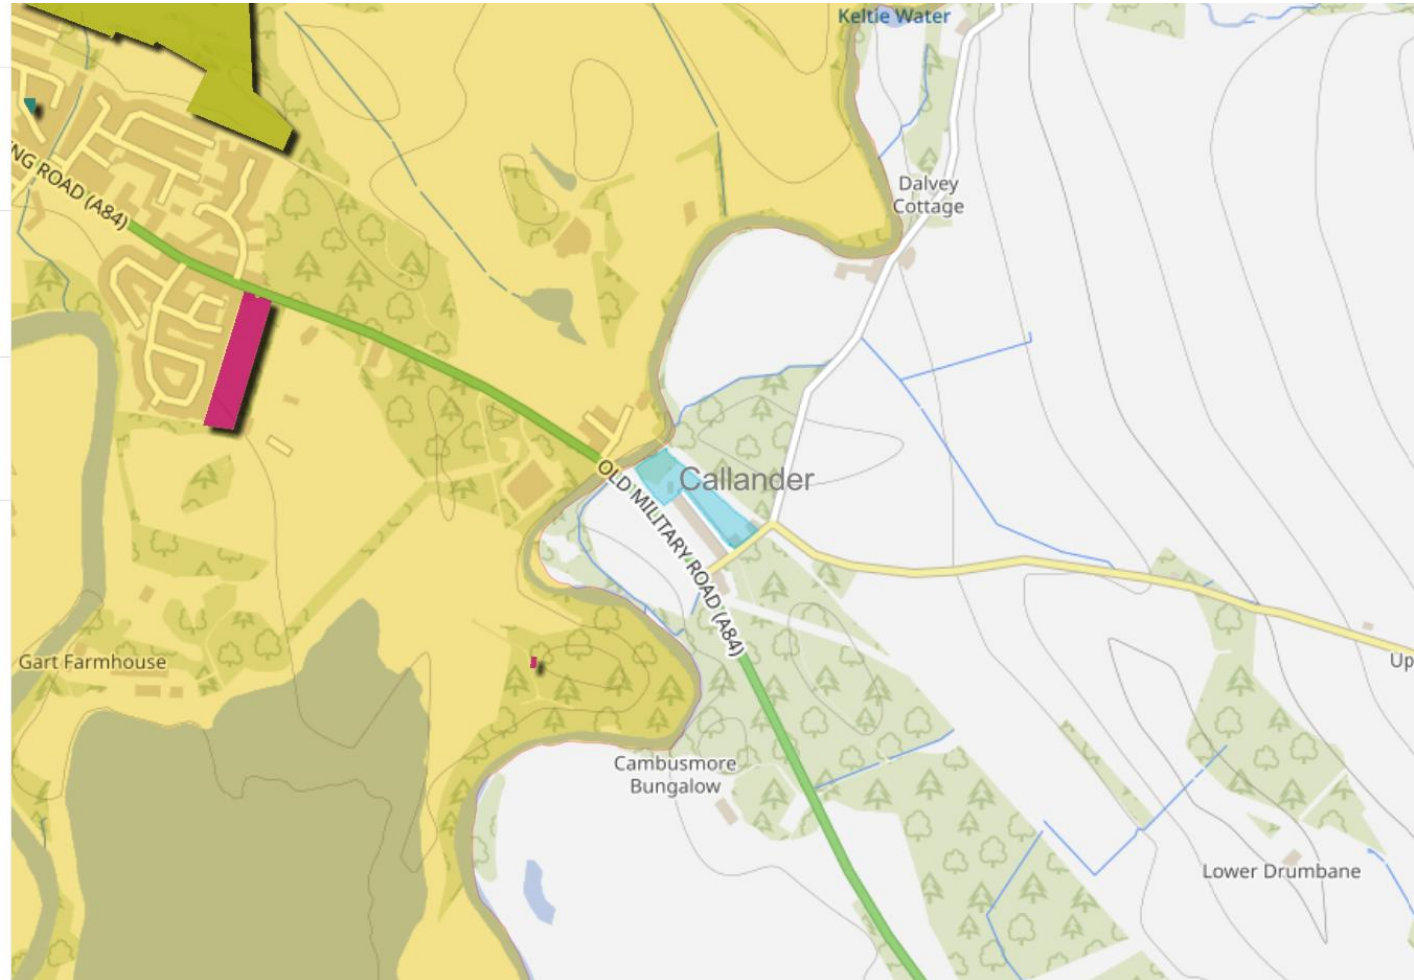 Keltie Water
NG ROAD (A84)
Dalvey
Cottage
Callander
OLD MILITARY ROAD (A84)
Gart Farmhouse
Up
Cambusmore
Bungalow
Lower Drumbane